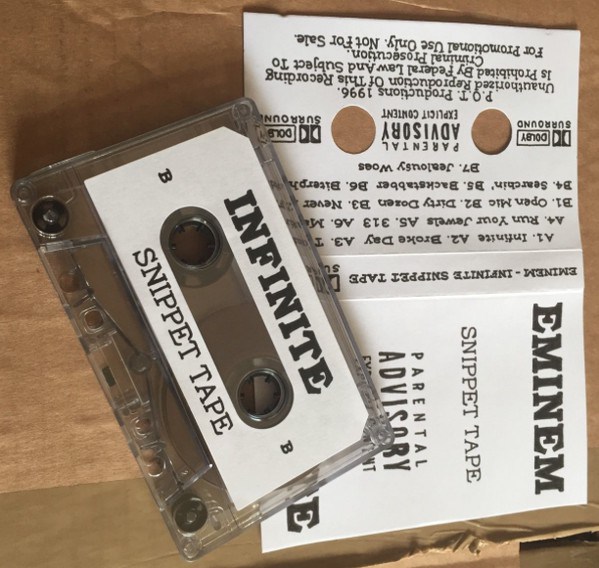 INFINITE
SNIPPET TAPE
B
B
EMINEM
SNIPPET TAPE
PARENTAL
ADVISORY
EMINEM - INFINITE SNIPPET TAPE
A1. Infinite A2. Broke Day A3.
A4. Run Your Jewels A5. 313 A6.
B1. Open Mic B2. Dirty Dozen B3. Never
B4. Searchin' B5. Backstabber B6.
B7. Jealousy Woes
DOLBY
SURROUND
PARENTAL
ADVISORY
EXPLICIT CONTENT
DOLBY
SURROUND
P.O.T. Productions 1996.
Unauthorized Reproduction Of This Recording
Is Prohibited By Federal Law And Subject To
Criminal Prosecution.
For Promotional Use Only. Not For Sale.